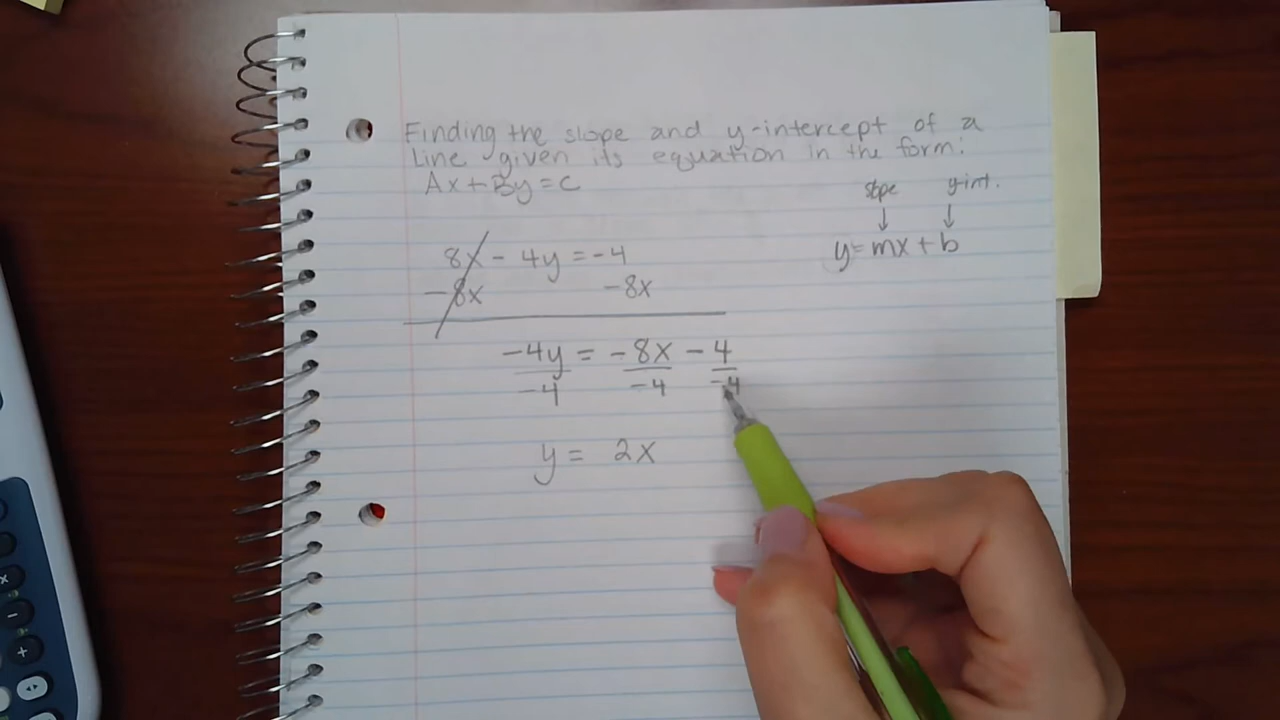 Finding the slope and y-intercept of a
Line given its equation in the form:
Ax+By=C
slope y-int.
↓ ↓
y=mx+b
8x - 4y = -4
-8x -8x
-4y = -8x - 4
-4 -4 -4
y = 2x
× 
-
+